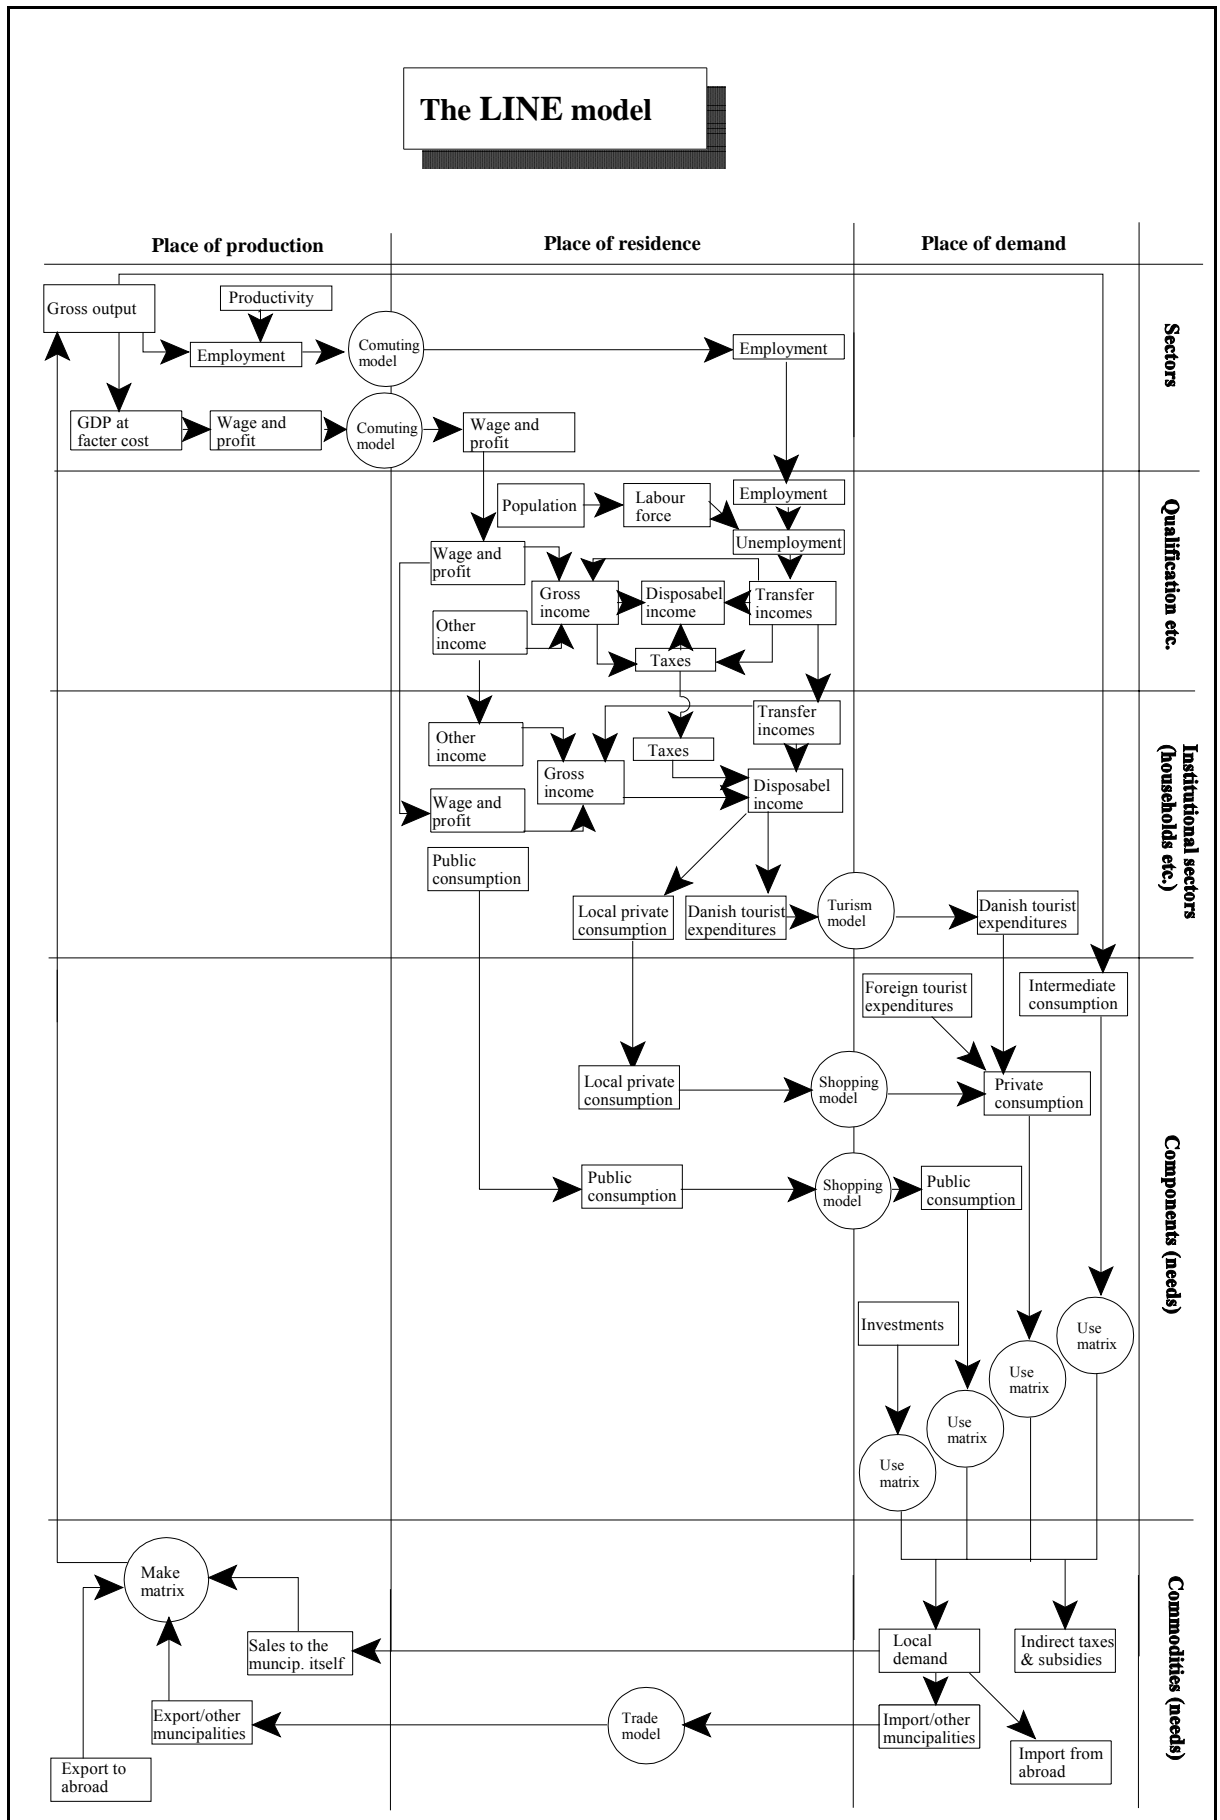 The LINE model
Place of production
Place of residence
Place of demand
Sectors
Gross output
Productivity
Employment
Comuting
model
Employment
GDP at
facter cost
Wage and
profit
Comuting
model
Wage and
profit
Qualification etc.
Population
Labour
force
Employment
Unemployment
Wage and
profit
Gross
income
Disposabel
income
Transfer
incomes
Other
income
Taxes
Institutional sectors
(households etc.)
Transfer
incomes
Other
income
Taxes
Gross
income
Disposabel
income
Wage and
profit
Public
consumption
Local private
consumption
Danish tourist
expenditures
Turism
model
Danish tourist
expenditures
Components (needs)
Foreign tourist
expenditures
Intermediate
consumption
Local private
consumption
Shopping
model
Private
consumption
Public
consumption
Shopping
model
Public
consumption
Investments
Use
matrix
Use
matrix
Use
matrix
Use
matrix
Commodities (needs)
Make
matrix
Sales to the
muncip. itself
Local
demand
Indirect taxes
& subsidies
Export/other
muncipalities
Trade
model
Import/other
muncipalities
Import from
abroad
Export to
abroad